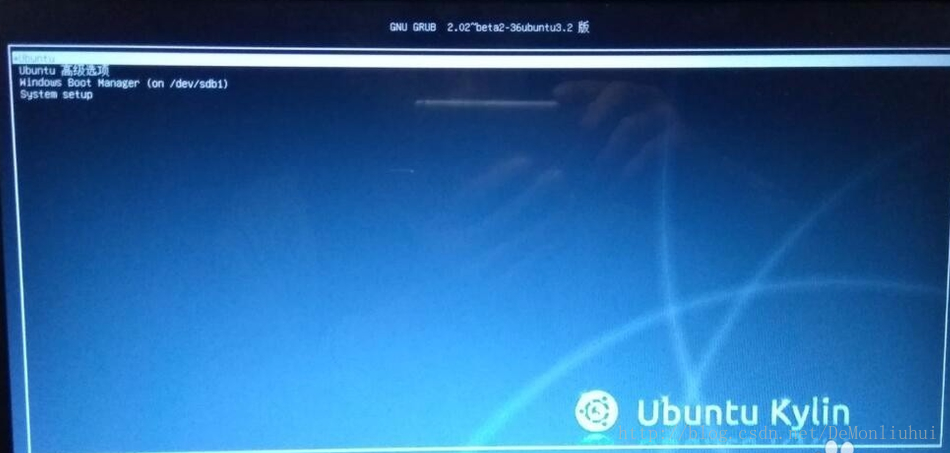 GNU GRUB 2.02~beta2-36ubuntu3.2 版
*Ubuntu
Ubuntu 高级选项
Windows Boot Manager (on /dev/sdb1)
System setup
Ubuntu Kylin
http://blog.csdn.net/DeMonliuhui